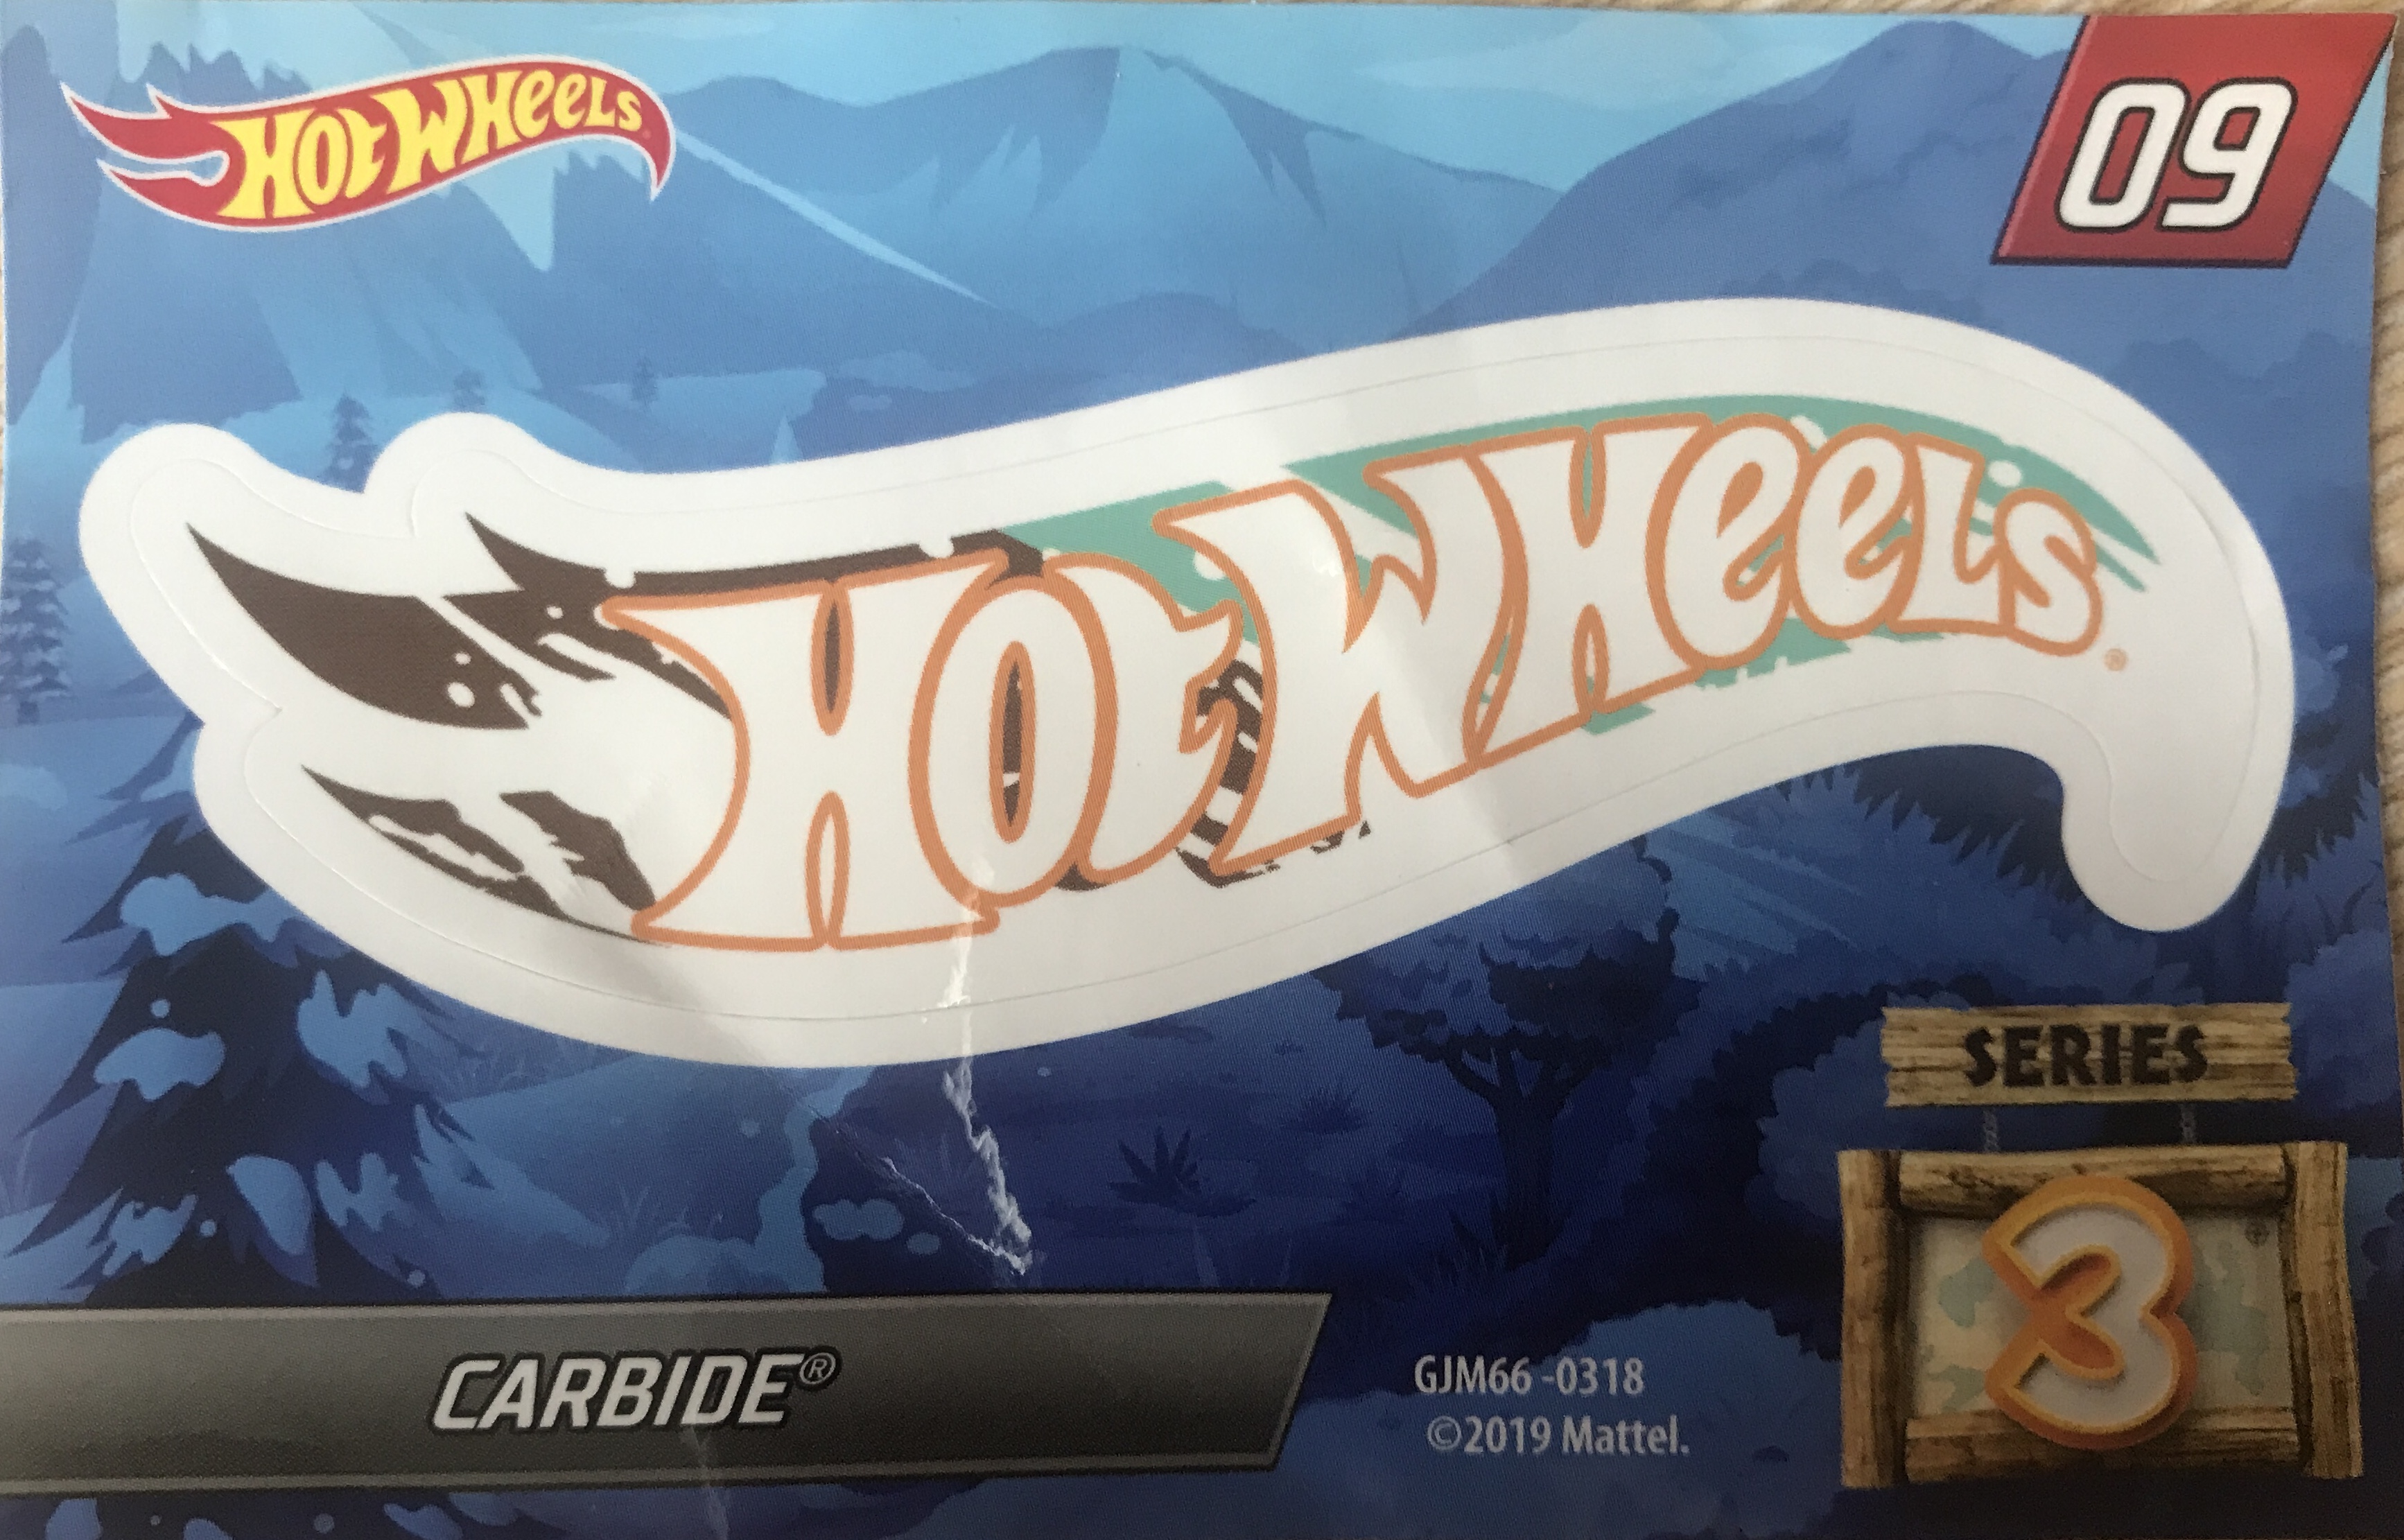 HOT WHEELS
09
HOT WHEELS®
SERIES
3
CARBIDE®
GJM66 -0318
©2019 Mattel.